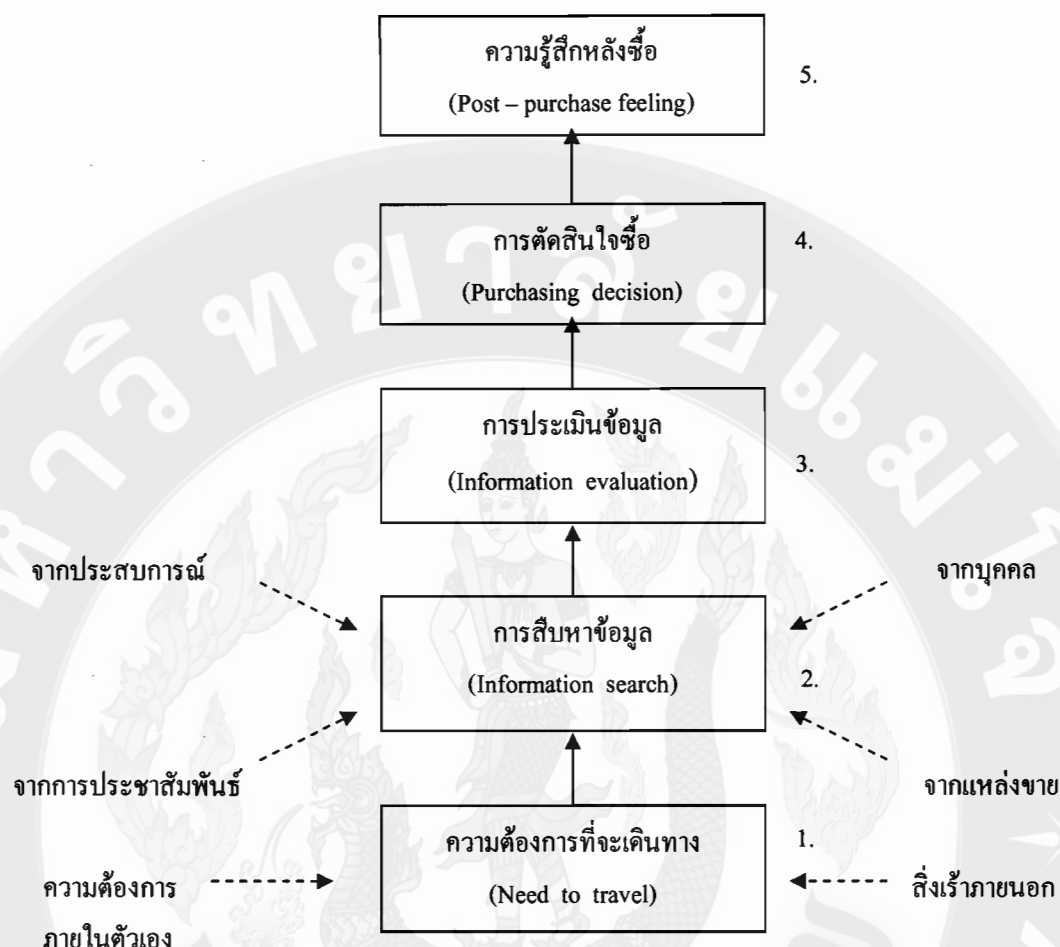 ความรู้สึกหลังซื้อ
(Post – purchase feeling)
5.
การตัดสินใจซื้อ
(Purchasing decision)
4.
การประเมินข้อมูล
(Information evaluation)
3.
จากประสบการณ์
จากบุคคล
การสืบหาข้อมูล
(Information search)
2.
จากการประชาสัมพันธ์
จากแหล่งขาย
ความต้องการที่จะเดินทาง
(Need to travel)
1.
ความต้องการ
ภายในตัวเอง
สิ่งเร้าภายนอก